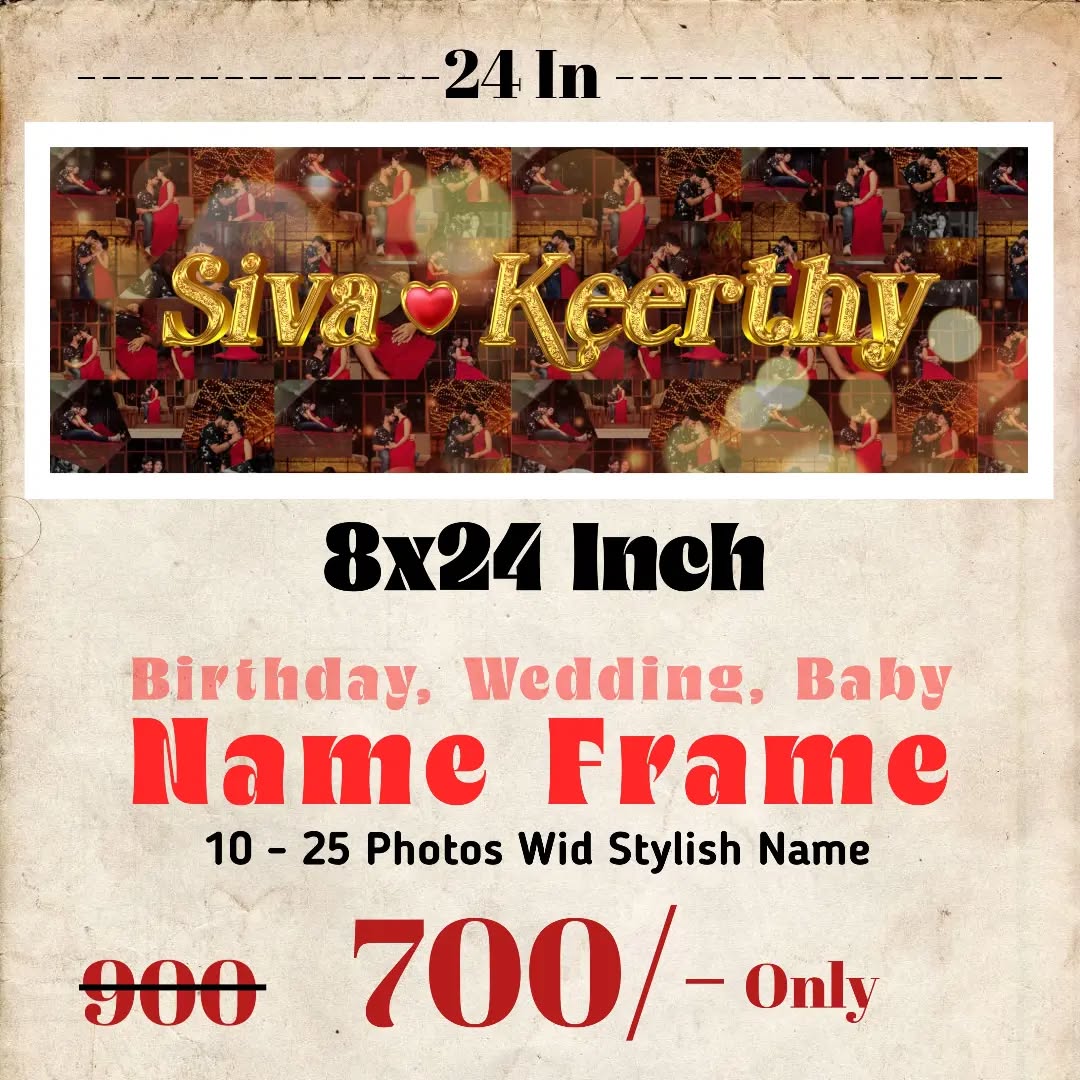 24 In
Siva ❤ Keerthy
8x24 Inch
Birthday, Wedding, Baby
Name Frame
10 - 25 Photos Wid Stylish Name
900 700/- Only